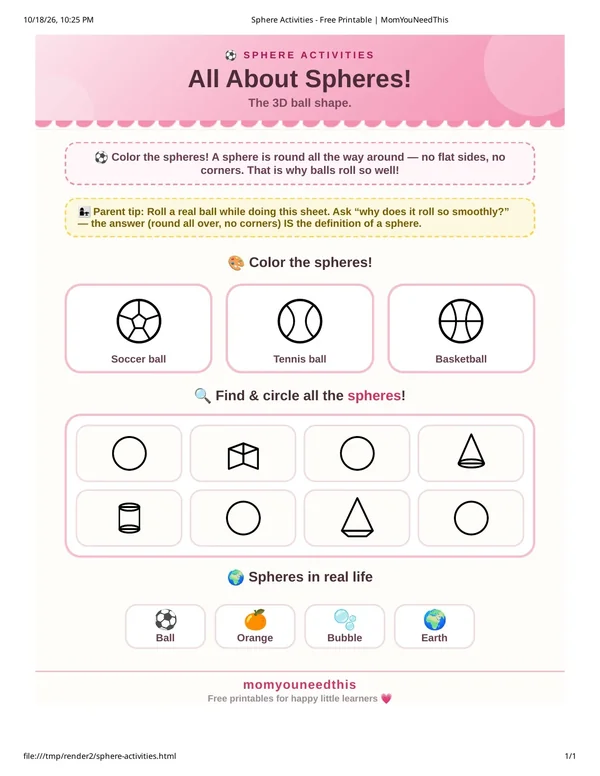 10/18/26, 10:25 PM
Sphere Activities - Free Printable | MomYouNeedThis
SPHERE ACTIVITIES
All About Spheres!
The 3D ball shape.
Color the spheres! A sphere is round all the way around — no flat sides, no
corners. That is why balls roll so well!
Parent tip: Roll a real ball while doing this sheet. Ask “why does it roll so smoothly?”
— the answer (round all over, no corners) IS the definition of a sphere.
Color the spheres!
Soccer ball
Tennis ball
Basketball
Find & circle all the spheres!
Spheres in real life
Ball
Orange
Bubble
Earth
momyouneedthis
Free printables for happy little learners
file:///tmp/render2/sphere-activities.html
1/1